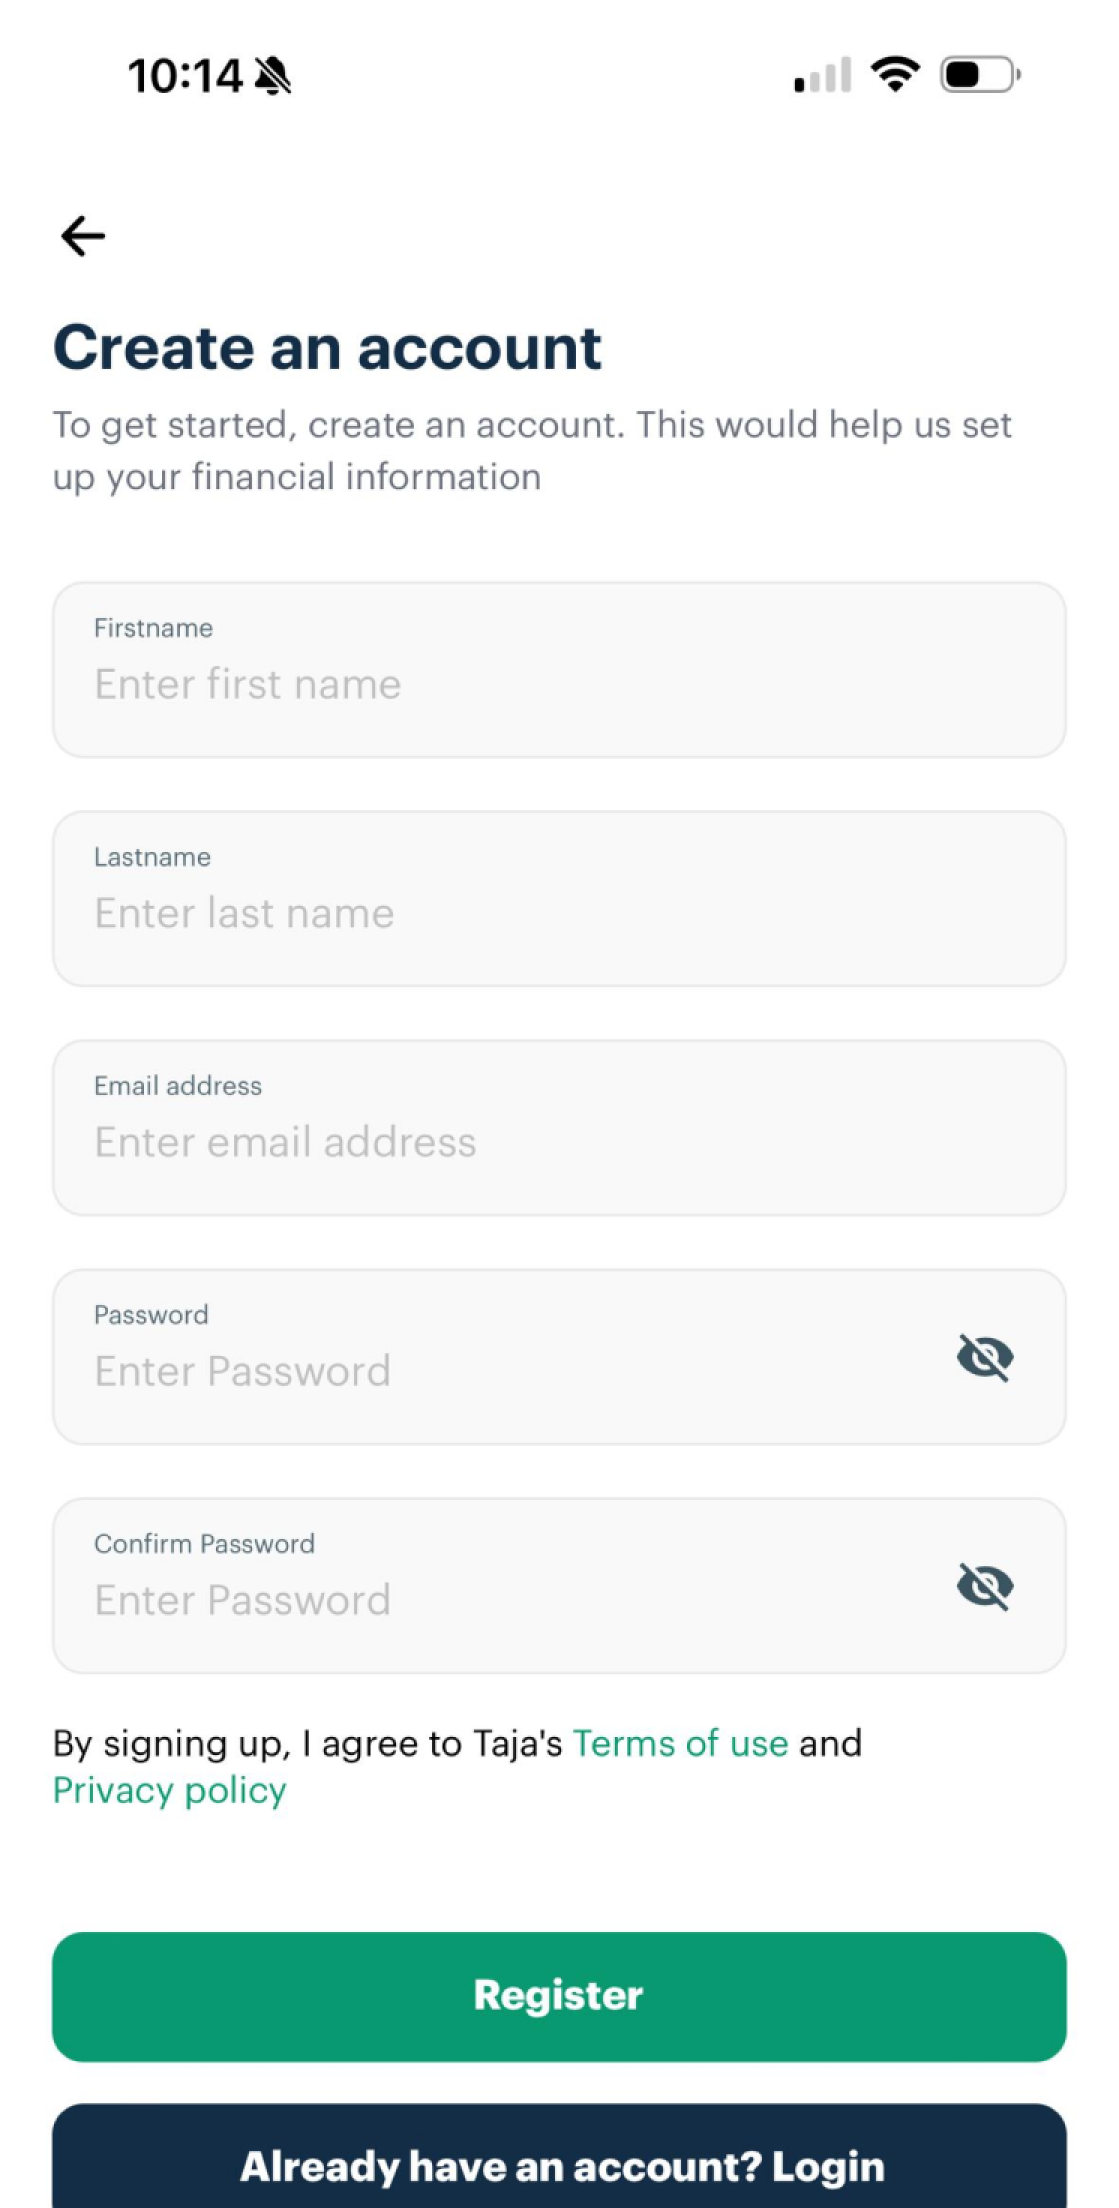 10:14
Create an account
To get started, create an account. This would help us set
up your financial information
Firstname
Enter first name
Lastname
Enter last name
Email address
Enter email address
Password
Enter Password
Confirm Password
Enter Password
By signing up, I agree to Taja's Terms of use and
Privacy policy
Register
Already have an account? Login